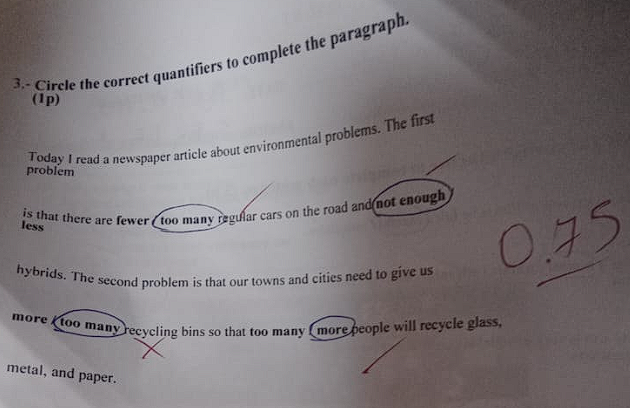 3.- Circle the correct quantifiers to complete the paragraph.
(1p)
Today I read a newspaper article about environmental problems. The first
problem
is that there are fewer / too many regular cars on the road and not enough /
less
hybrids. The second problem is that our towns and cities need to give us
more / too many recycling bins so that too many / more people will recycle glass,
metal, and paper.
0.75